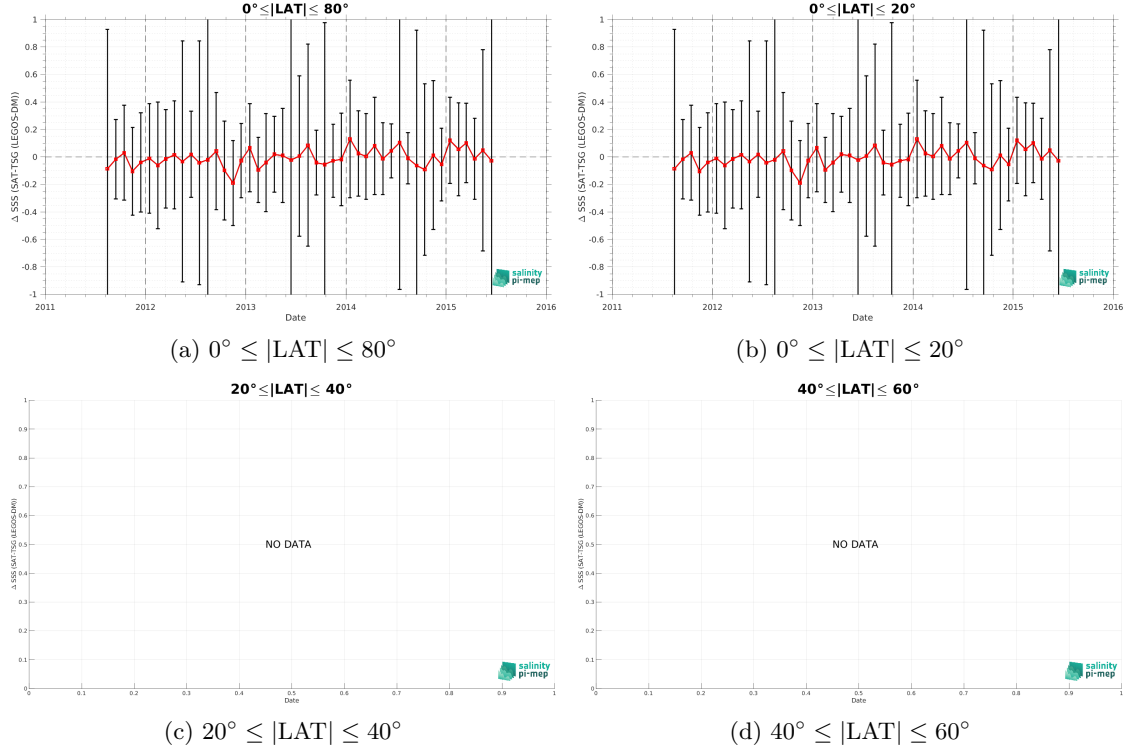 0°≤|LAT|≤ 80°
Δ SSS (SAT-TSG (LEGOS-DM))
1
0.8
0.6
0.4
0.2
0
-0.2
-0.4
-0.6
-0.8
-1
2011 2012 2013 2014 2015 2016
Date
salinity
pi-mep
(a) 0° ≤ |LAT| ≤ 80°
0°≤|LAT|≤ 20°
Δ SSS (SAT-TSG (LEGOS-DM))
1
0.8
0.6
0.4
0.2
0
-0.2
-0.4
-0.6
-0.8
-1
2011 2012 2013 2014 2015 2016
Date
salinity
pi-mep
(b) 0° ≤ |LAT| ≤ 20°
20°≤|LAT|≤ 40°
Δ SSS (SAT-TSG (LEGOS-DM))
1
0.9
0.8
0.7
0.6
0.5
0.4
0.3
0.2
0.1
0
NO DATA
0 0.1 0.2 0.3 0.4 0.5 0.6 0.7 0.8 0.9 1
Date
salinity
pi-mep
(c) 20° ≤ |LAT| ≤ 40°
40°≤|LAT|≤ 60°
Δ SSS (SAT-TSG (LEGOS-DM))
1
0.9
0.8
0.7
0.6
0.5
0.4
0.3
0.2
0.1
0
NO DATA
0 0.1 0.2 0.3 0.4 0.5 0.6 0.7 0.8 0.9 1
Date
salinity
pi-mep
(d) 40° ≤ |LAT| ≤ 60°